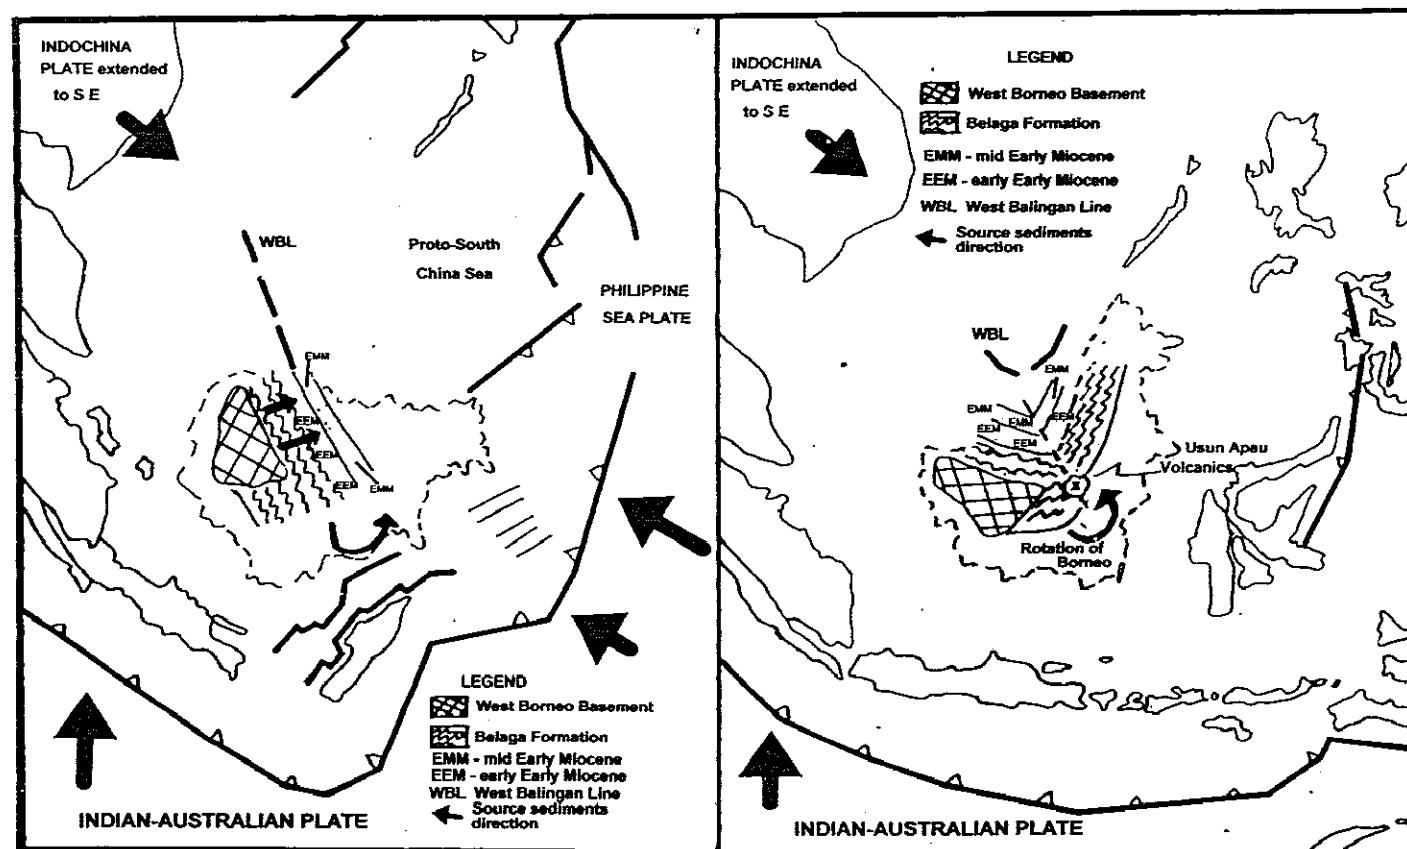 INDOCHINA
PLATE extended
to S E
WBL
Proto-South
China Sea
PHILIPPINE
SEA PLATE
EMM
EEM
EEM
EEM
EMM
LEGEND
West Borneo Basement
Belaga Formation
EMM - mid Early Miocene
EEM - early Early Miocene
WBL West Balingan Line
Source sediments
direction
INDIAN-AUSTRALIAN PLATE
INDOCHINA
PLATE extended
to S E
LEGEND
West Borneo Basement
Belaga Formation
EMM - mid Early Miocene
EEM - early Early Miocene
WBL West Balingan Line
Source sediments
direction
WBL
EMM
EMM
EMM
EEM
EEM
EEM
Usun Apau
Volcanics
x
Rotation of
Borneo
INDIAN-AUSTRALIAN PLATE